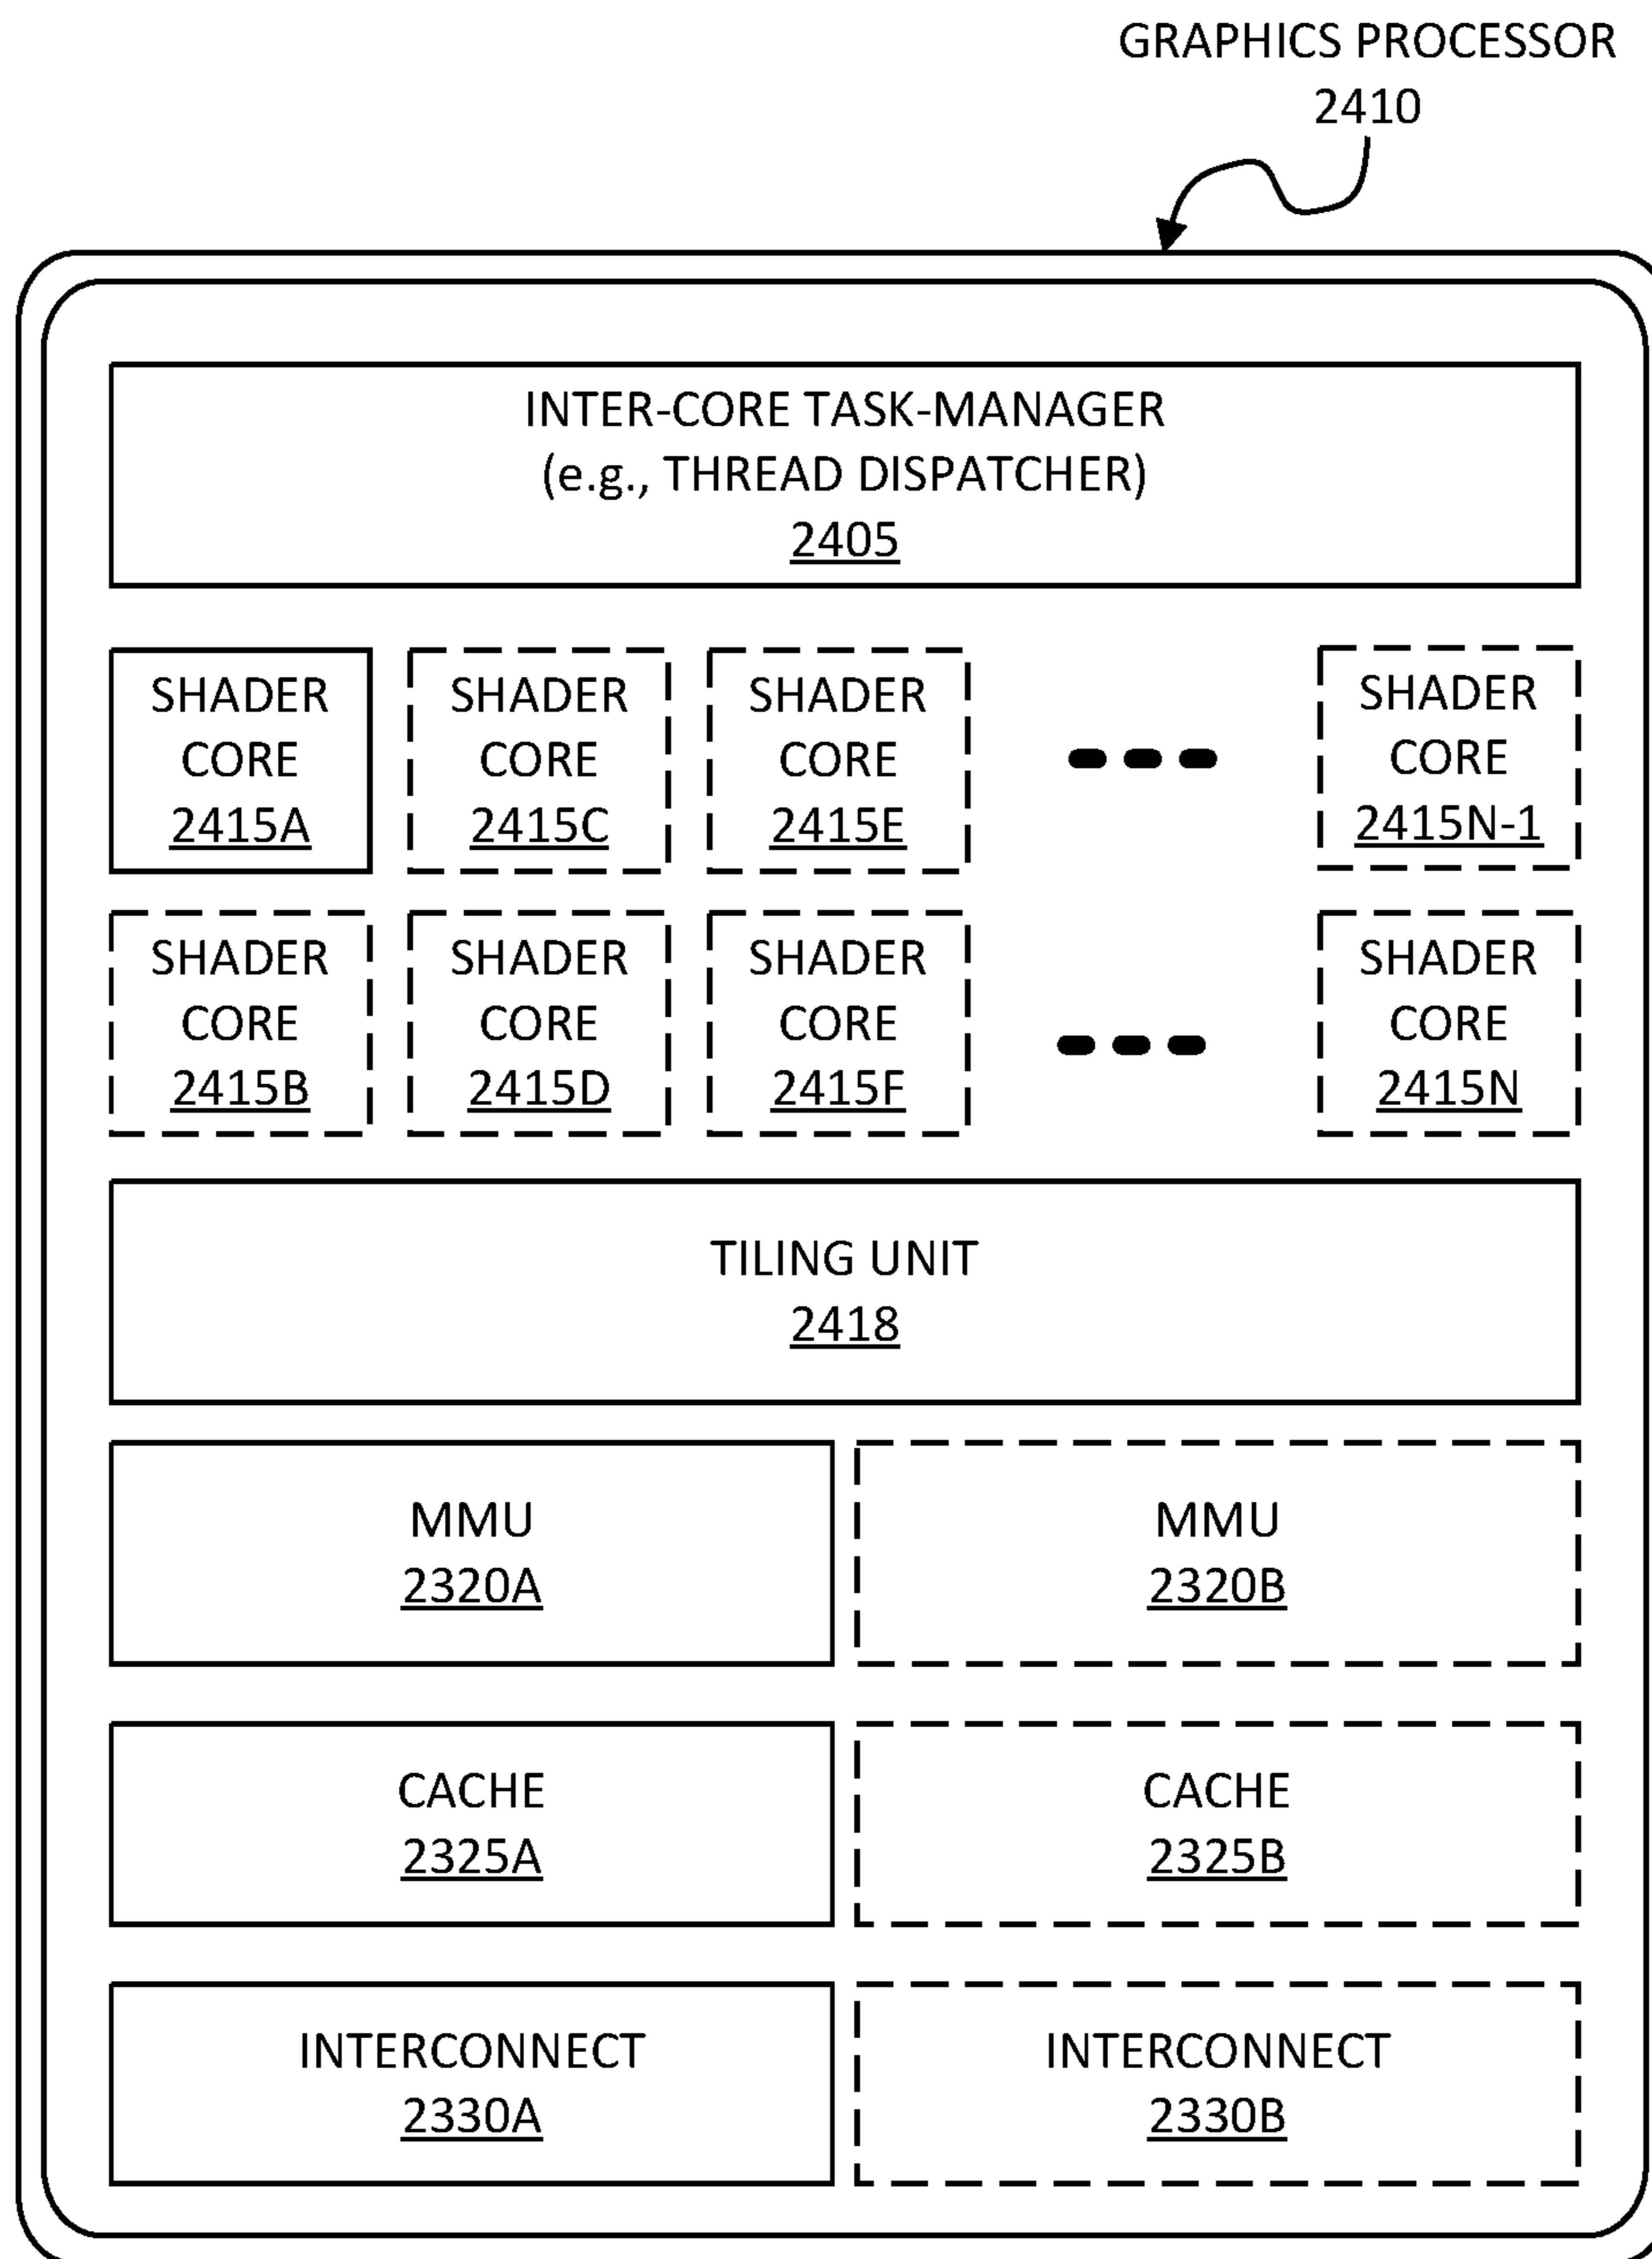 GRAPHICS PROCESSOR
2410
INTER-CORE TASK-MANAGER
(e.g., THREAD DISPATCHER)
2405
SHADER
CORE
2415A
SHADER
CORE
2415C
SHADER
CORE
2415E
SHADER
CORE
2415N-1
SHADER
CORE
2415B
SHADER
CORE
2415D
SHADER
CORE
2415F
SHADER
CORE
2415N
TILING UNIT
2418
MMU
2320A
MMU
2320B
CACHE
2325A
CACHE
2325B
INTERCONNECT
2330A
INTERCONNECT
2330B